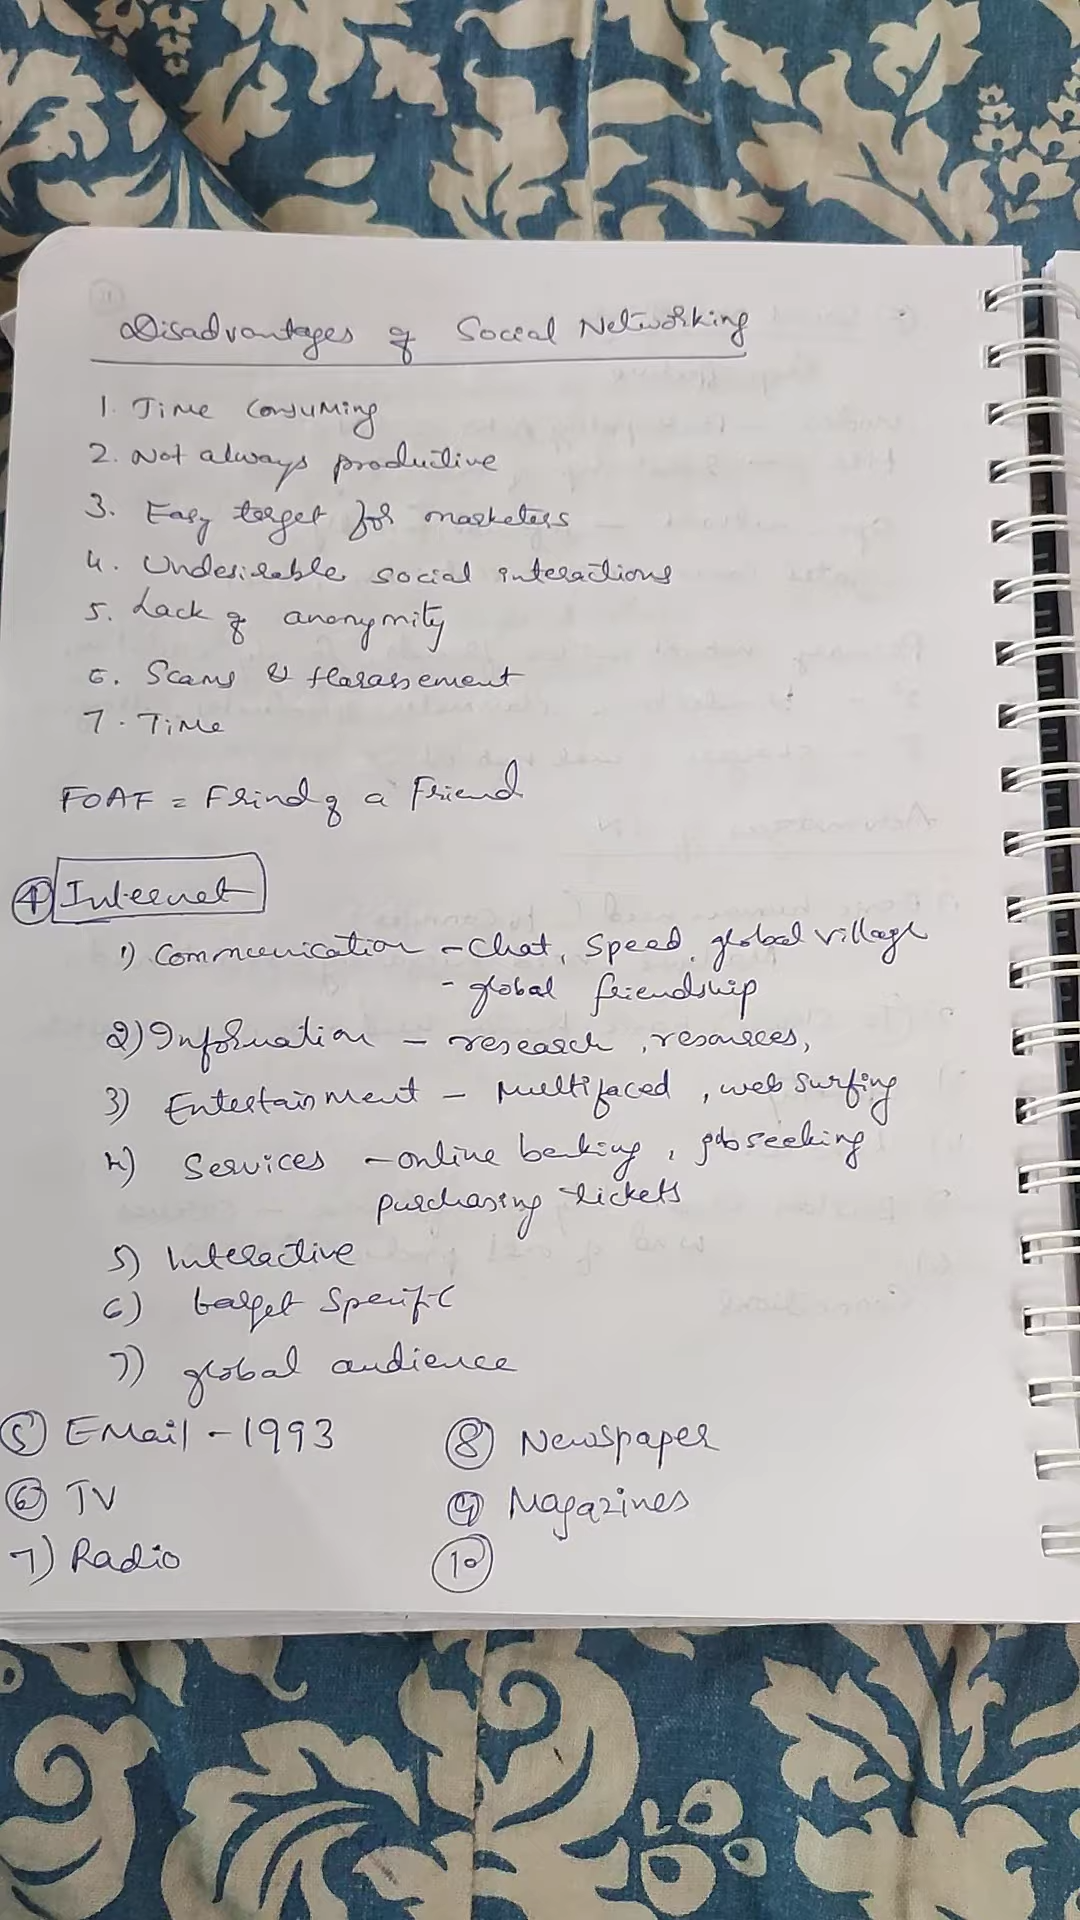 Disadvantages of Social Networking
1. Time Consuming
2. Not always productive
3. Easy target for marketers
4. Undesirable social interactions
5. Lack of anonymity
6. Scams & Harassement
7. Time
FOAF = Frind of a Friend
④ Internet
1) Communication - Chat, Speed, global village
- global friendship
2) Information - research, resources,
3) Entertainment - Multifaced, web surfing
4) Services - online banking, job seeking
purchasing tickets
5) Interactive
6) target Specific
7) global audience
⑤ EMail - 1993
⑥ TV
7) Radio
⑧ Newspaper
⑨ Magazines
⑩